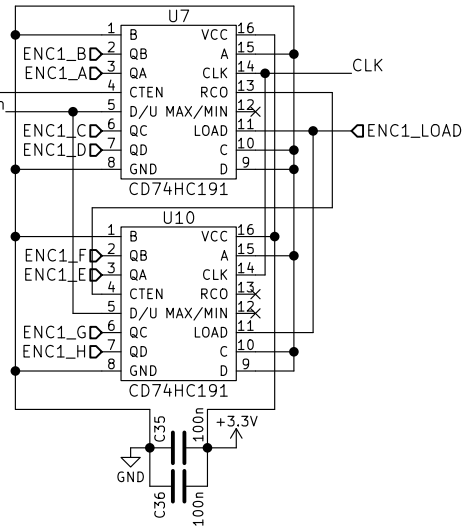 U7
1 B VCC 16
ENC1_B 2 QB A 15
ENC1_A 3 QA CLK 14 CLK
4 CTEN RCO 13
5 D/U MAX/MIN 12
ENC1_C 6 QC LOAD 11 ENC1_LOAD
ENC1_D 7 QD C 10
8 GND D 9
CD74HC191
U10
1 B VCC 16
ENC1_F 2 QB A 15
ENC1_E 3 QA CLK 14
4 CTEN RCO 13
5 D/U MAX/MIN 12
ENC1_G 6 QC LOAD 11
ENC1_H 7 QD C 10
8 GND D 9
CD74HC191
C35 100n +3.3V
GND
C36 100n